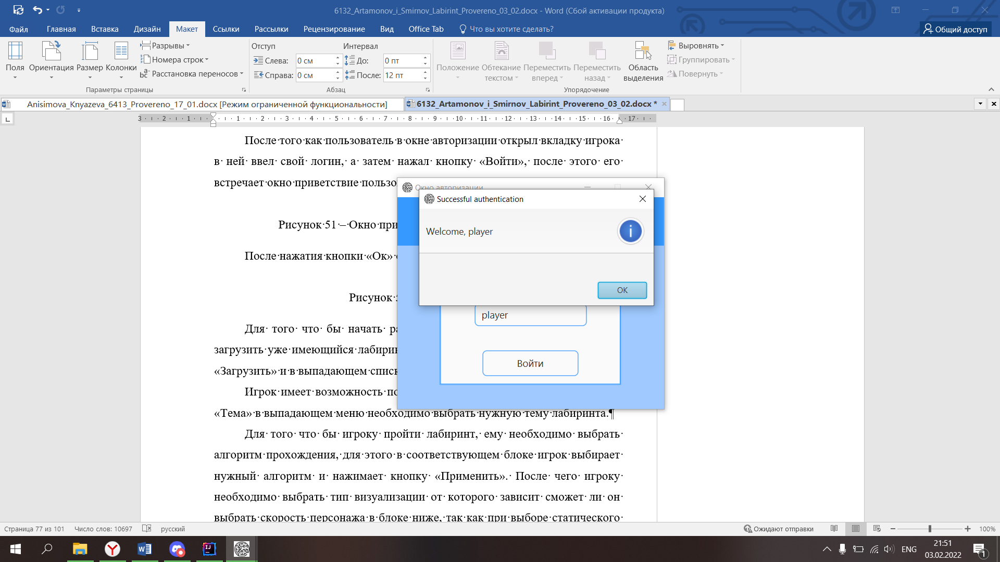 6132_Artamonov_i_Smirnov_Labirint_Provereno_03_02.docx - Word (Сбой активации продукта)
Файл Главная Вставка Дизайн Макет Ссылки Рассылки Рецензирование Вид Office Tab Что вы хотите сделать? Общий доступ
Поля
Ориентация
Размер
Колонки
Разрывы
Номера строк
Расстановка переносов
Параметры страницы
Отступ
Слева: 0 см
Справа: 0 см
Интервал
До: 0 пт
После: 12 пт
Абзац
Положение
Обтекание текстом
Переместить вперед
Переместить назад
Область выделения
Выровнять
Группировать
Повернуть
Упорядочение
Anisimova_Knyazeva_6413_Provereno_17_01.docx [Режим ограниченной функциональности]
6132_Artamonov_i_Smirnov_Labirint_Provereno_03_02.docx *
3 2 1 1 2 3 4 5 6 7 8 9 10 11 12 13 14 15 16 17
После того как пользователь в окне авторизации открыл вкладку игрока
в ней ввел свой логин, а затем нажал кнопку «Войти», после этого его
встречает окно приветствие пользо
Рисунок 51 – Окно при
После нажатия кнопки «Ок»
Рисунок
Для того что бы начать ра
загрузить уже имеющийся лабирин
«Загрузить» и в выпадающем списк
Игрок имеет возможность по
«Тема» в выпадающем меню необходимо выбрать нужную тему лабиринта.¶
Для того что бы игроку пройти лабиринт, ему необходимо выбрать
алгоритм прохождения, для этого в соответствующем блоке игрок выбирает
нужный алгоритм и нажимает кнопку «Применить». После чего игроку
необходимо выбрать тип визуализации от которого зависит сможет ли он
выбрать скорость персонажа в блоке ниже, так как при выборе статического
Окно авторизации
Successful authentication
Welcome, player
OK
player
Войти
Страница 77 из 101 Число слов: 10697 русский Ожидают отправки 100%
ENG
21:51
03.02.2022
1